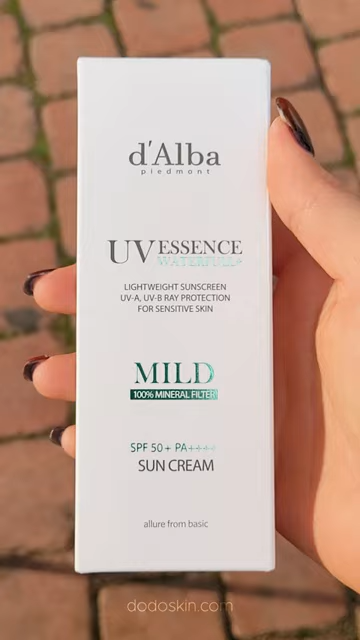 d'Alba
piedmont
UV ESSENCE
WATERFULL+
LIGHTWEIGHT SUNSCREEN
UV-A, UV-B RAY PROTECTION
FOR SENSITIVE SKIN
MILD
100% MINERAL FILTER
SPF 50+ PA++++
SUN CREAM
allure from basic
dodoskin.com